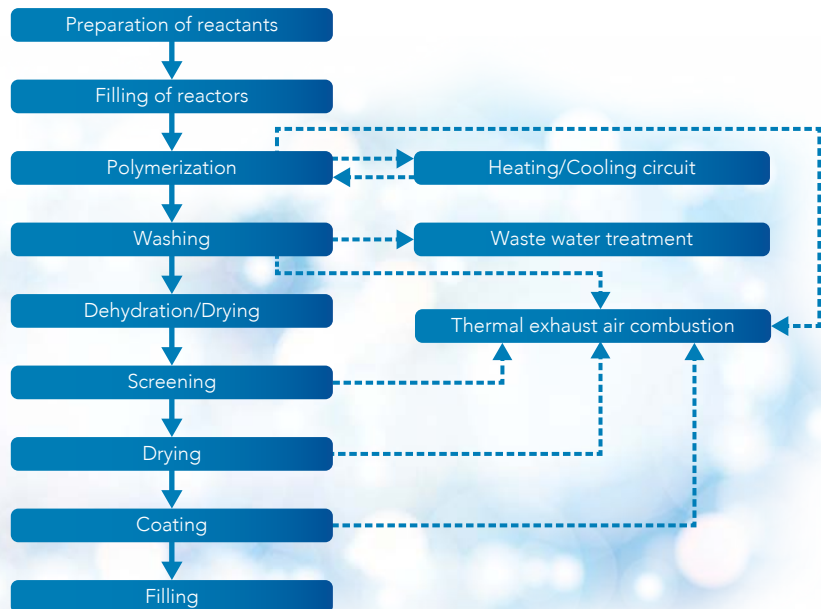 Preparation of reactants
Filling of reactors
Polymerization
Heating/Cooling circuit
Washing
Waste water treatment
Dehydration/Drying
Thermal exhaust air combustion
Screening
Drying
Coating
Filling